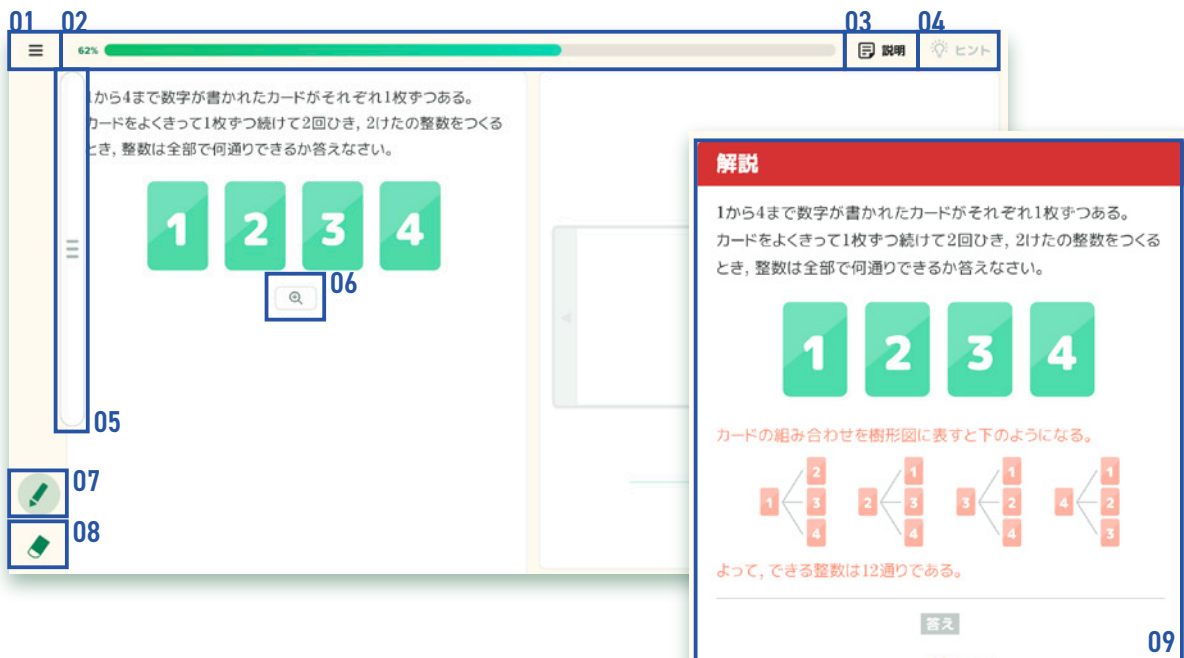 01 02 03 04
62% 説明 ヒント
1から4まで数字が書かれたカードがそれぞれ1枚ずつある。
カードをよくきって1枚ずつ続けて2回ひき, 2けたの整数をつくる
とき, 整数は全部で何通りできるか答えなさい。
1 2 3 4
06
05
07
08
解説
1から4まで数字が書かれたカードがそれぞれ1枚ずつある。
カードをよくきって1枚ずつ続けて2回ひき, 2けたの整数をつくる
とき, 整数は全部で何通りできるか答えなさい。
1 2 3 4
カードの組み合わせを樹形図に表すと下のようになる。
2 1 1 1
1 3 2 3 3 2 4 2
4 4 4 3
よって, できる整数は12通りである。
答え
09